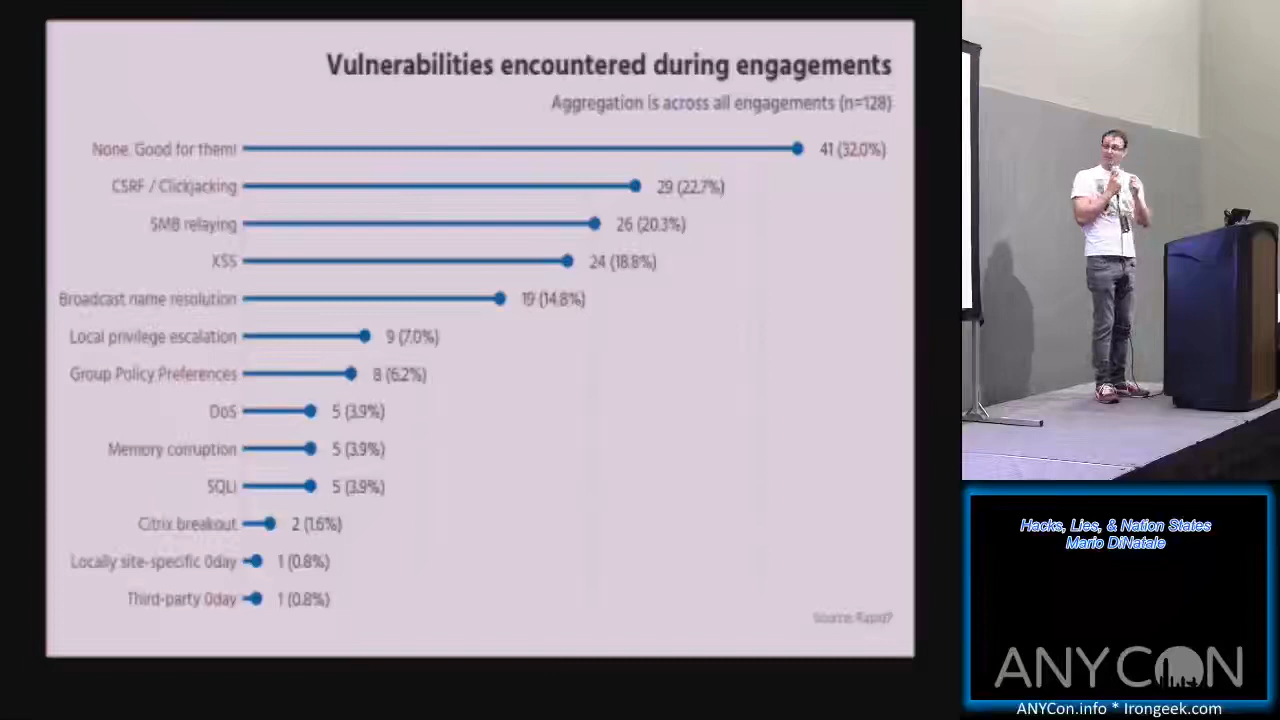 Vulnerabilities encountered during engagements
Aggregation is across all engagements (n=128)
None. Good for them! 41 (32.0%)
CSRF / Clickjacking 29 (22.7%)
SMB relaying 26 (20.3%)
XSS 24 (18.8%)
Broadcast name resolution 19 (14.8%)
Local privilege escalation 9 (7.0%)
Group Policy Preferences 8 (6.2%)
DoS 5 (3.9%)
Memory corruption 5 (3.9%)
SQLi 5 (3.9%)
Citrix breakout 2 (1.6%)
Locally site-specific 0day 1 (0.8%)
Third-party 0day 1 (0.8%)
Source: Rapid7
Hacks, Lies, & Nation States
Mario DiNatale
ANYCON
ANYCon.info * Irongeek.com